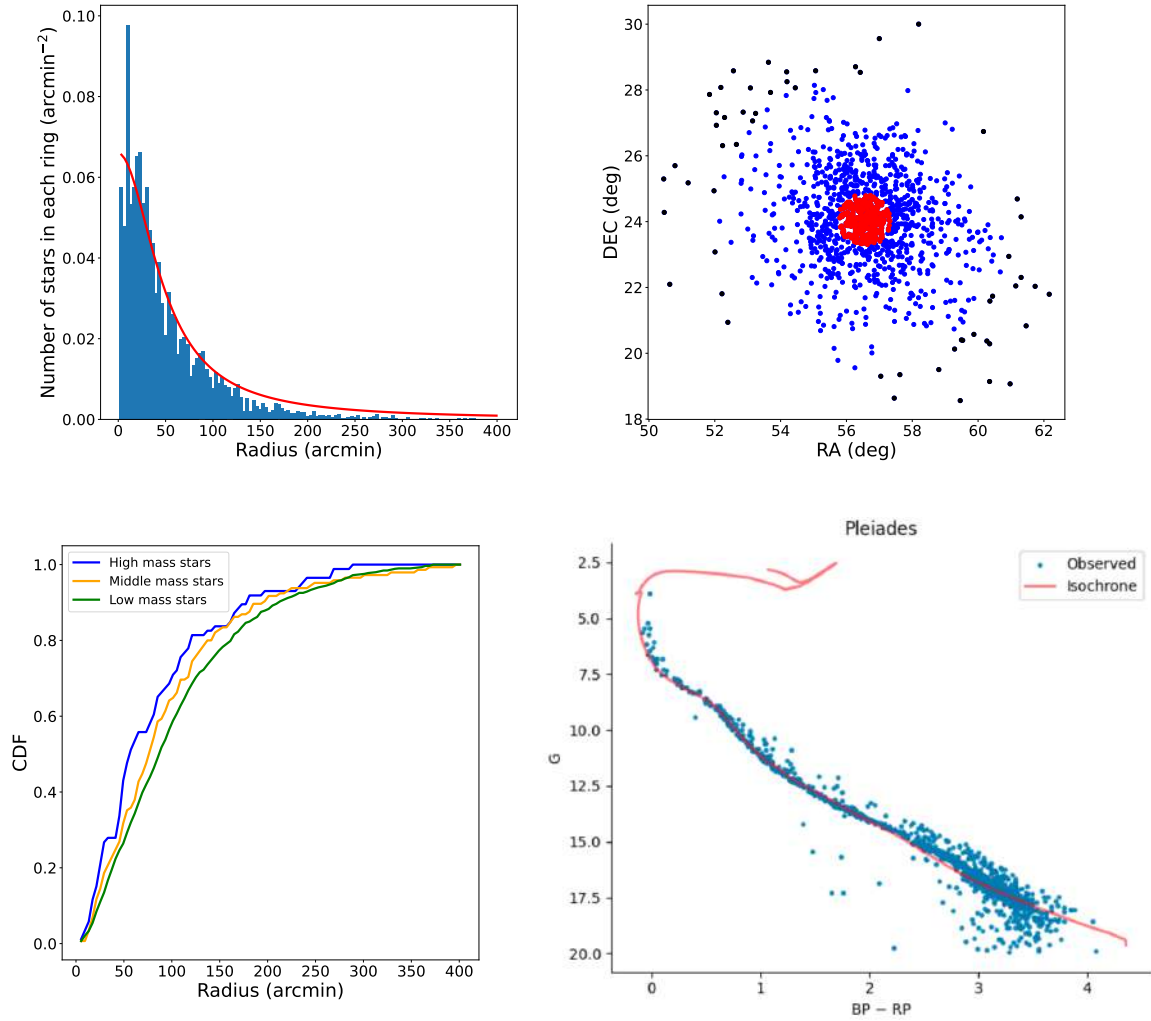 Number of stars in each ring (arcmin⁻²)
0.10
0.08
0.06
0.04
0.02
0.00
0 50 100 150 200 250 300 350 400
Radius (arcmin)
DEC (deg)
30
28
26
24
22
20
18
50 52 54 56 58 60 62
RA (deg)
High mass stars
Middle mass stars
Low mass stars
CDF
1.0
0.8
0.6
0.4
0.2
0.0
0 50 100 150 200 250 300 350 400
Radius (arcmin)
Pleiades
Observed
Isochrone
G
2.5
5.0
7.5
10.0
12.5
15.0
17.5
20.0
0 1 2 3 4
BP − RP